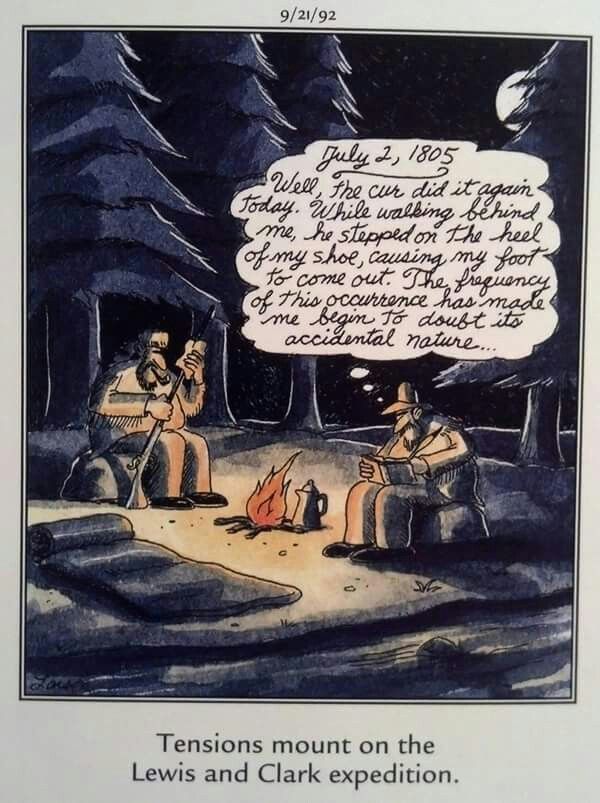 9/21/92
July 2, 1805
Well, the cur did it again
today. While walking behind
me, he stepped on the heel
of my shoe, causing my foot
to come out. The frequency
of this occurrence has made
me begin to doubt its
accidental nature...
Larson
Tensions mount on the
Lewis and Clark expedition.